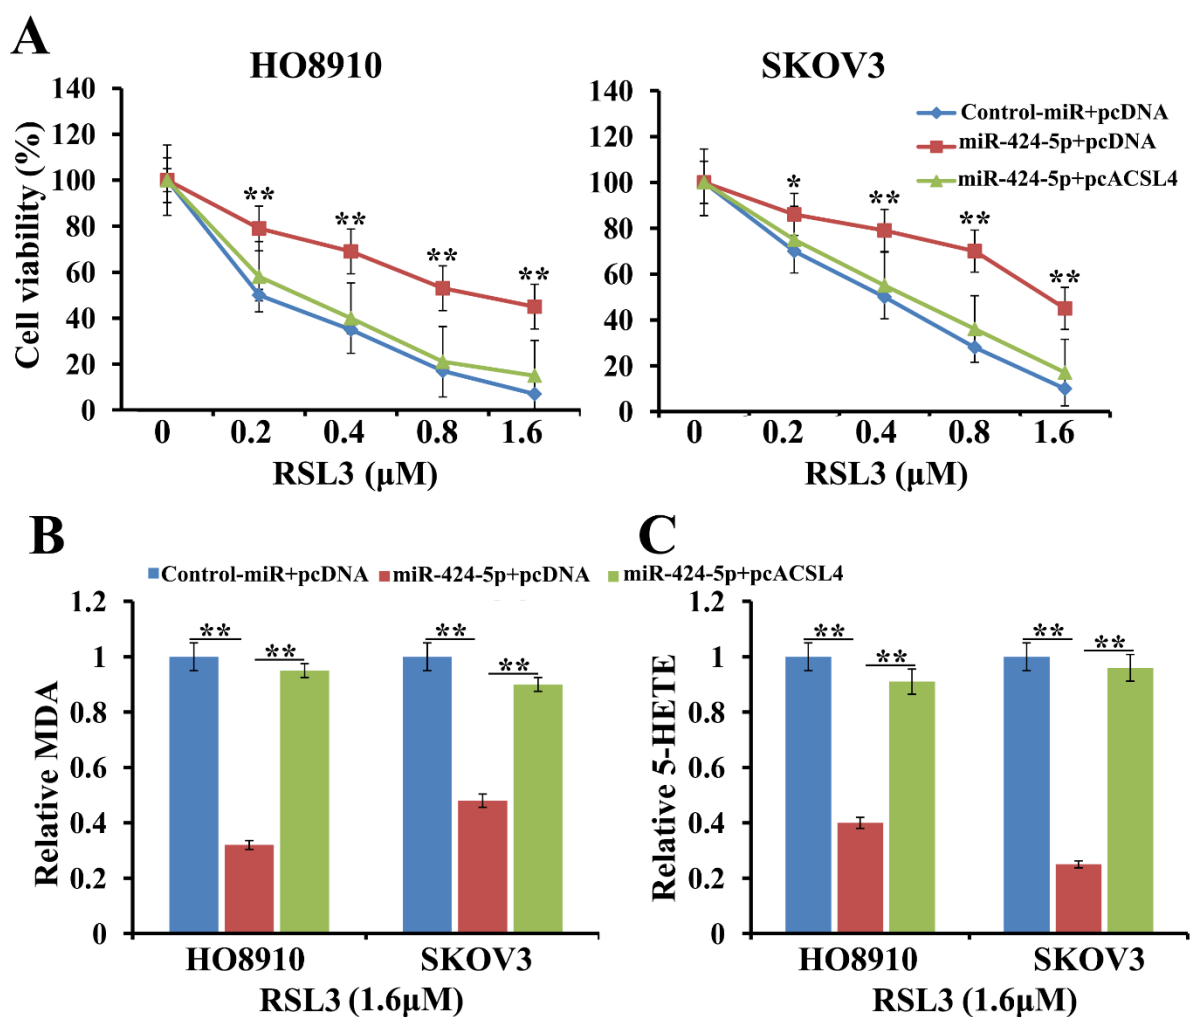 A
HO8910
SKOV3
Cell viability (%)
140
120
100
80
60
40
20
0
** ** ** **
0 0.2 0.4 0.8 1.6
RSL3 (μM)
140
120
100
80
60
40
20
0
* ** ** **
0 0.2 0.4 0.8 1.6
RSL3 (μM)
Control-miR+pcDNA
miR-424-5p+pcDNA
miR-424-5p+pcACSL4
B
C
Control-miR+pcDNA miR-424-5p+pcDNA miR-424-5p+pcACSL4
Relative MDA
1.2
1
0.8
0.6
0.4
0.2
0
** ** ** **
HO8910 SKOV3
RSL3 (1.6μM)
Relative 5-HETE
1.2
1
0.8
0.6
0.4
0.2
0
** ** ** **
HO8910 SKOV3
RSL3 (1.6μM)